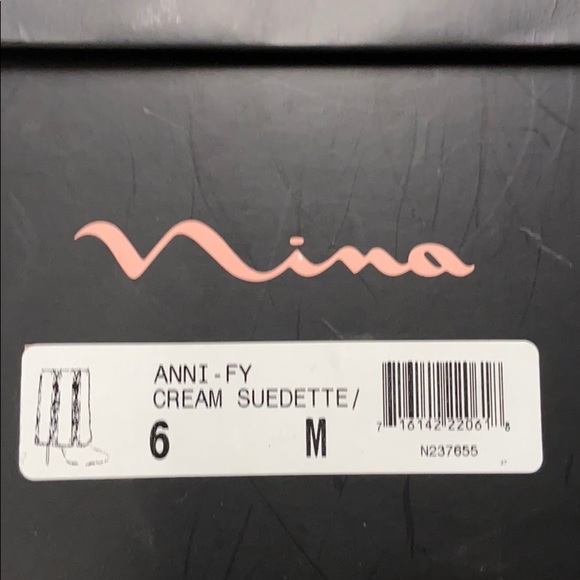 Nina
ANNI-FY
CREAM SUEDETTE/
6 M
7 16142 22061 8
N237655